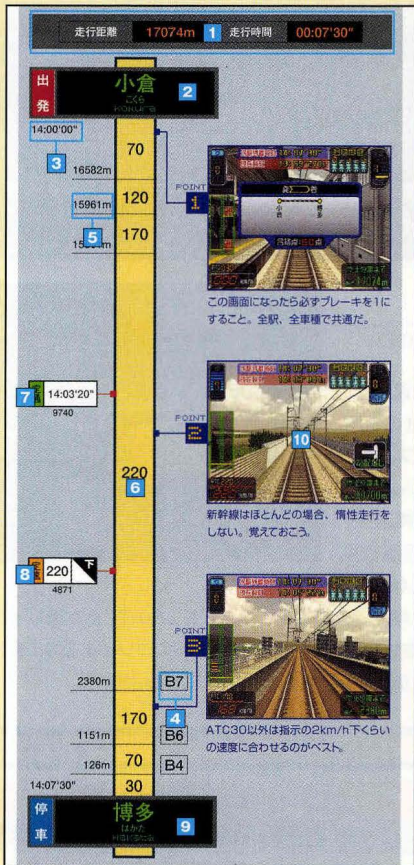 走行距離 17074m 1 走行時間 00:07'30"
出発 小倉 2
こくら
KOKURA
14:00'00"
3
70
16582m
POINT
1
120
15961m
5
170
この画面になったら必ずブレーキを1に
すること。全駅、全車種で共通だ。
7 14:03'20"
9740
POINT
2
10
220
6
新幹線はほとんどの場合、惰性走行を
しない。覚えておこう。
8 220 下
4871
POINT
3
2380m
B7
4
170
ATC30以外は指示の2km/h下くらい
の速度に合わせるのがベスト。
1151m
B6
70
126m
B4
14:07'30"
30
停車 博多 9
はかた